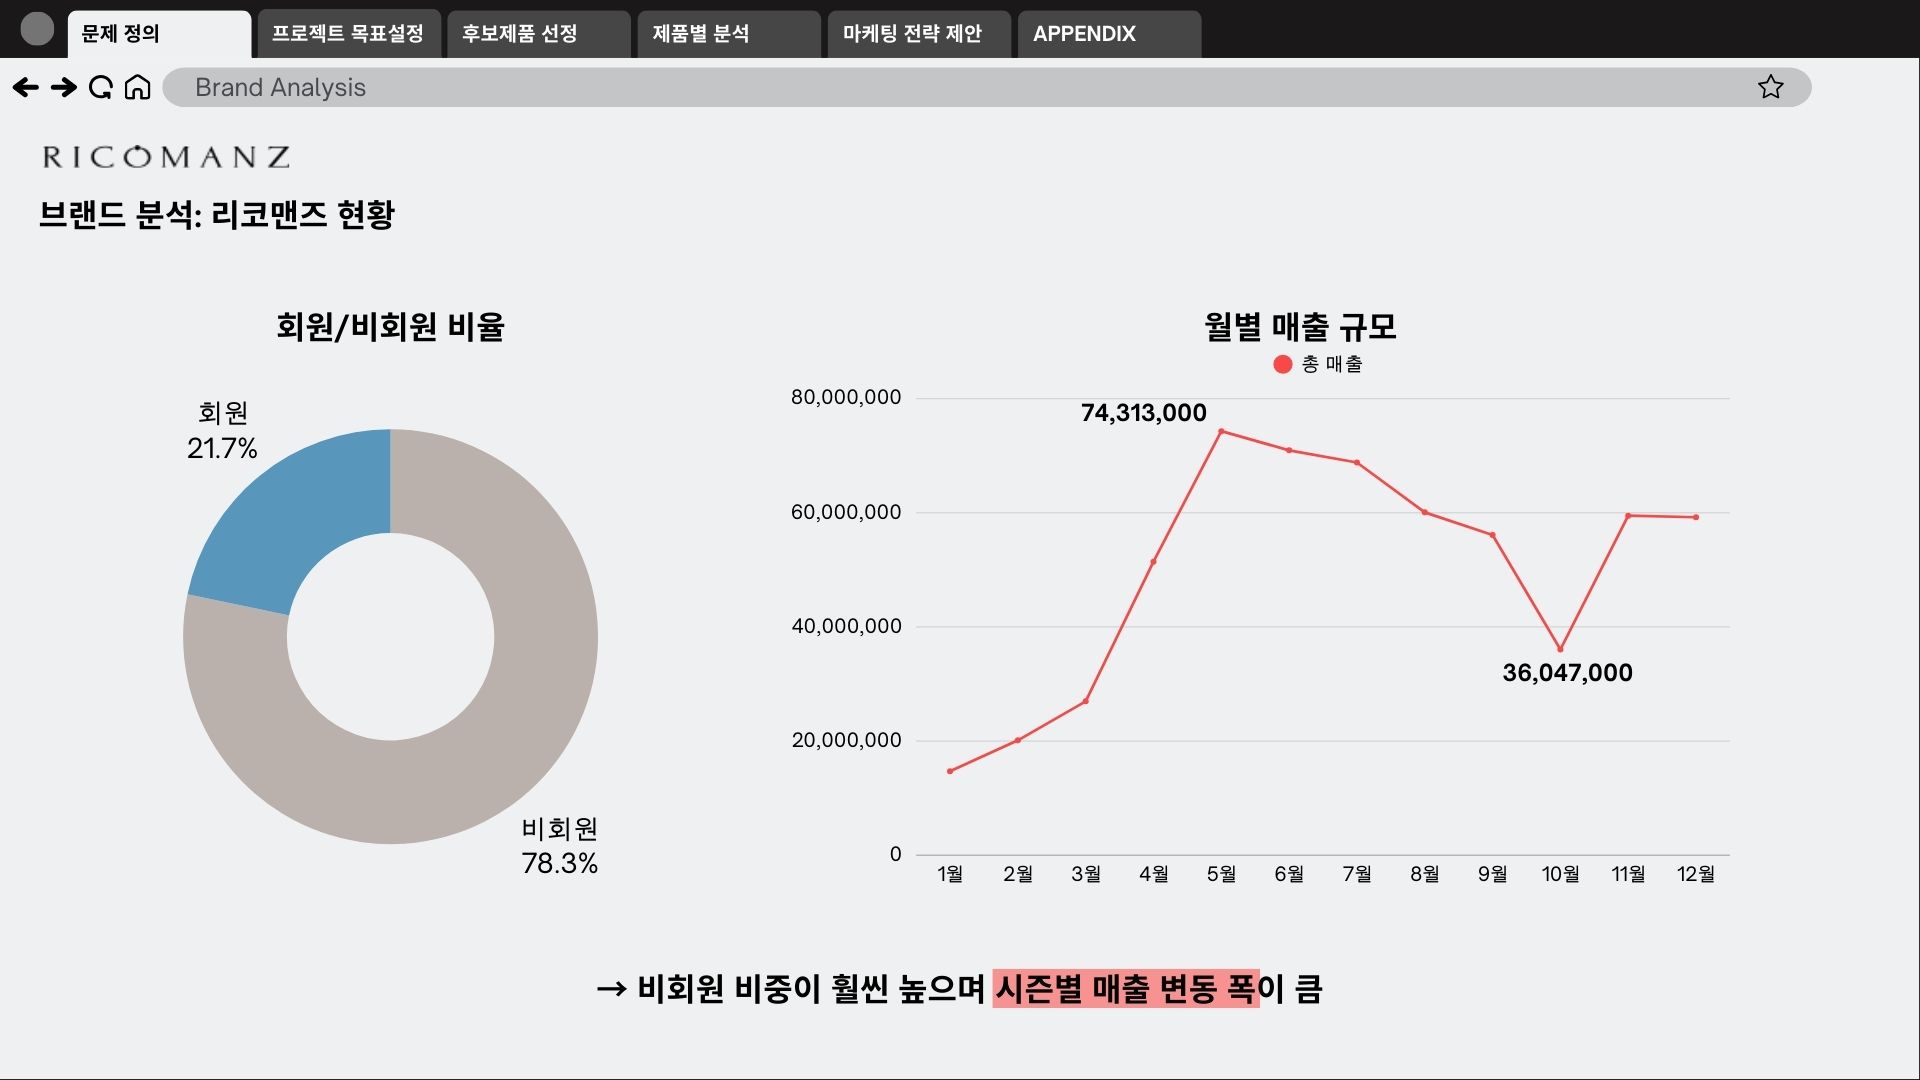 문제 정의
프로젝트 목표설정
후보제품 선정
제품별 분석
마케팅 전략 제안
APPENDIX
Brand Analysis
RICOMANZ
브랜드 분석: 리코맨즈 현황
회원/비회원 비율
회원
21.7%
비회원
78.3%
월별 매출 규모
총 매출
80,000,000
60,000,000
40,000,000
20,000,000
0
74,313,000
36,047,000
1월 2월 3월 4월 5월 6월 7월 8월 9월 10월 11월 12월
→ 비회원 비중이 훨씬 높으며 시즌별 매출 변동 폭이 큼